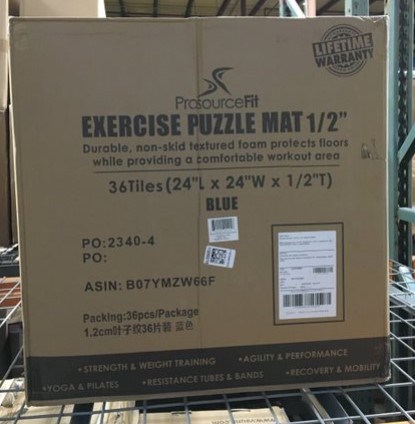 LIFETIME
WARRANTY
ProsourceFit
EXERCISE PUZZLE MAT 1/2"
Durable, non-skid textured foam protects floors
while providing a comfortable workout area
36Tiles (24"L x 24"W x 1/2"T)
BLUE
PO:2340-4
PO:
ASIN: B07YMZW66F
Packing:36pcs/Package
1.2cm叶子纹36片装 蓝色
•STRENGTH & WEIGHT TRAINING •AGILITY & PERFORMANCE
•YOGA & PILATES •RESISTANCE TUBES & BANDS •RECOVERY & MOBILITY